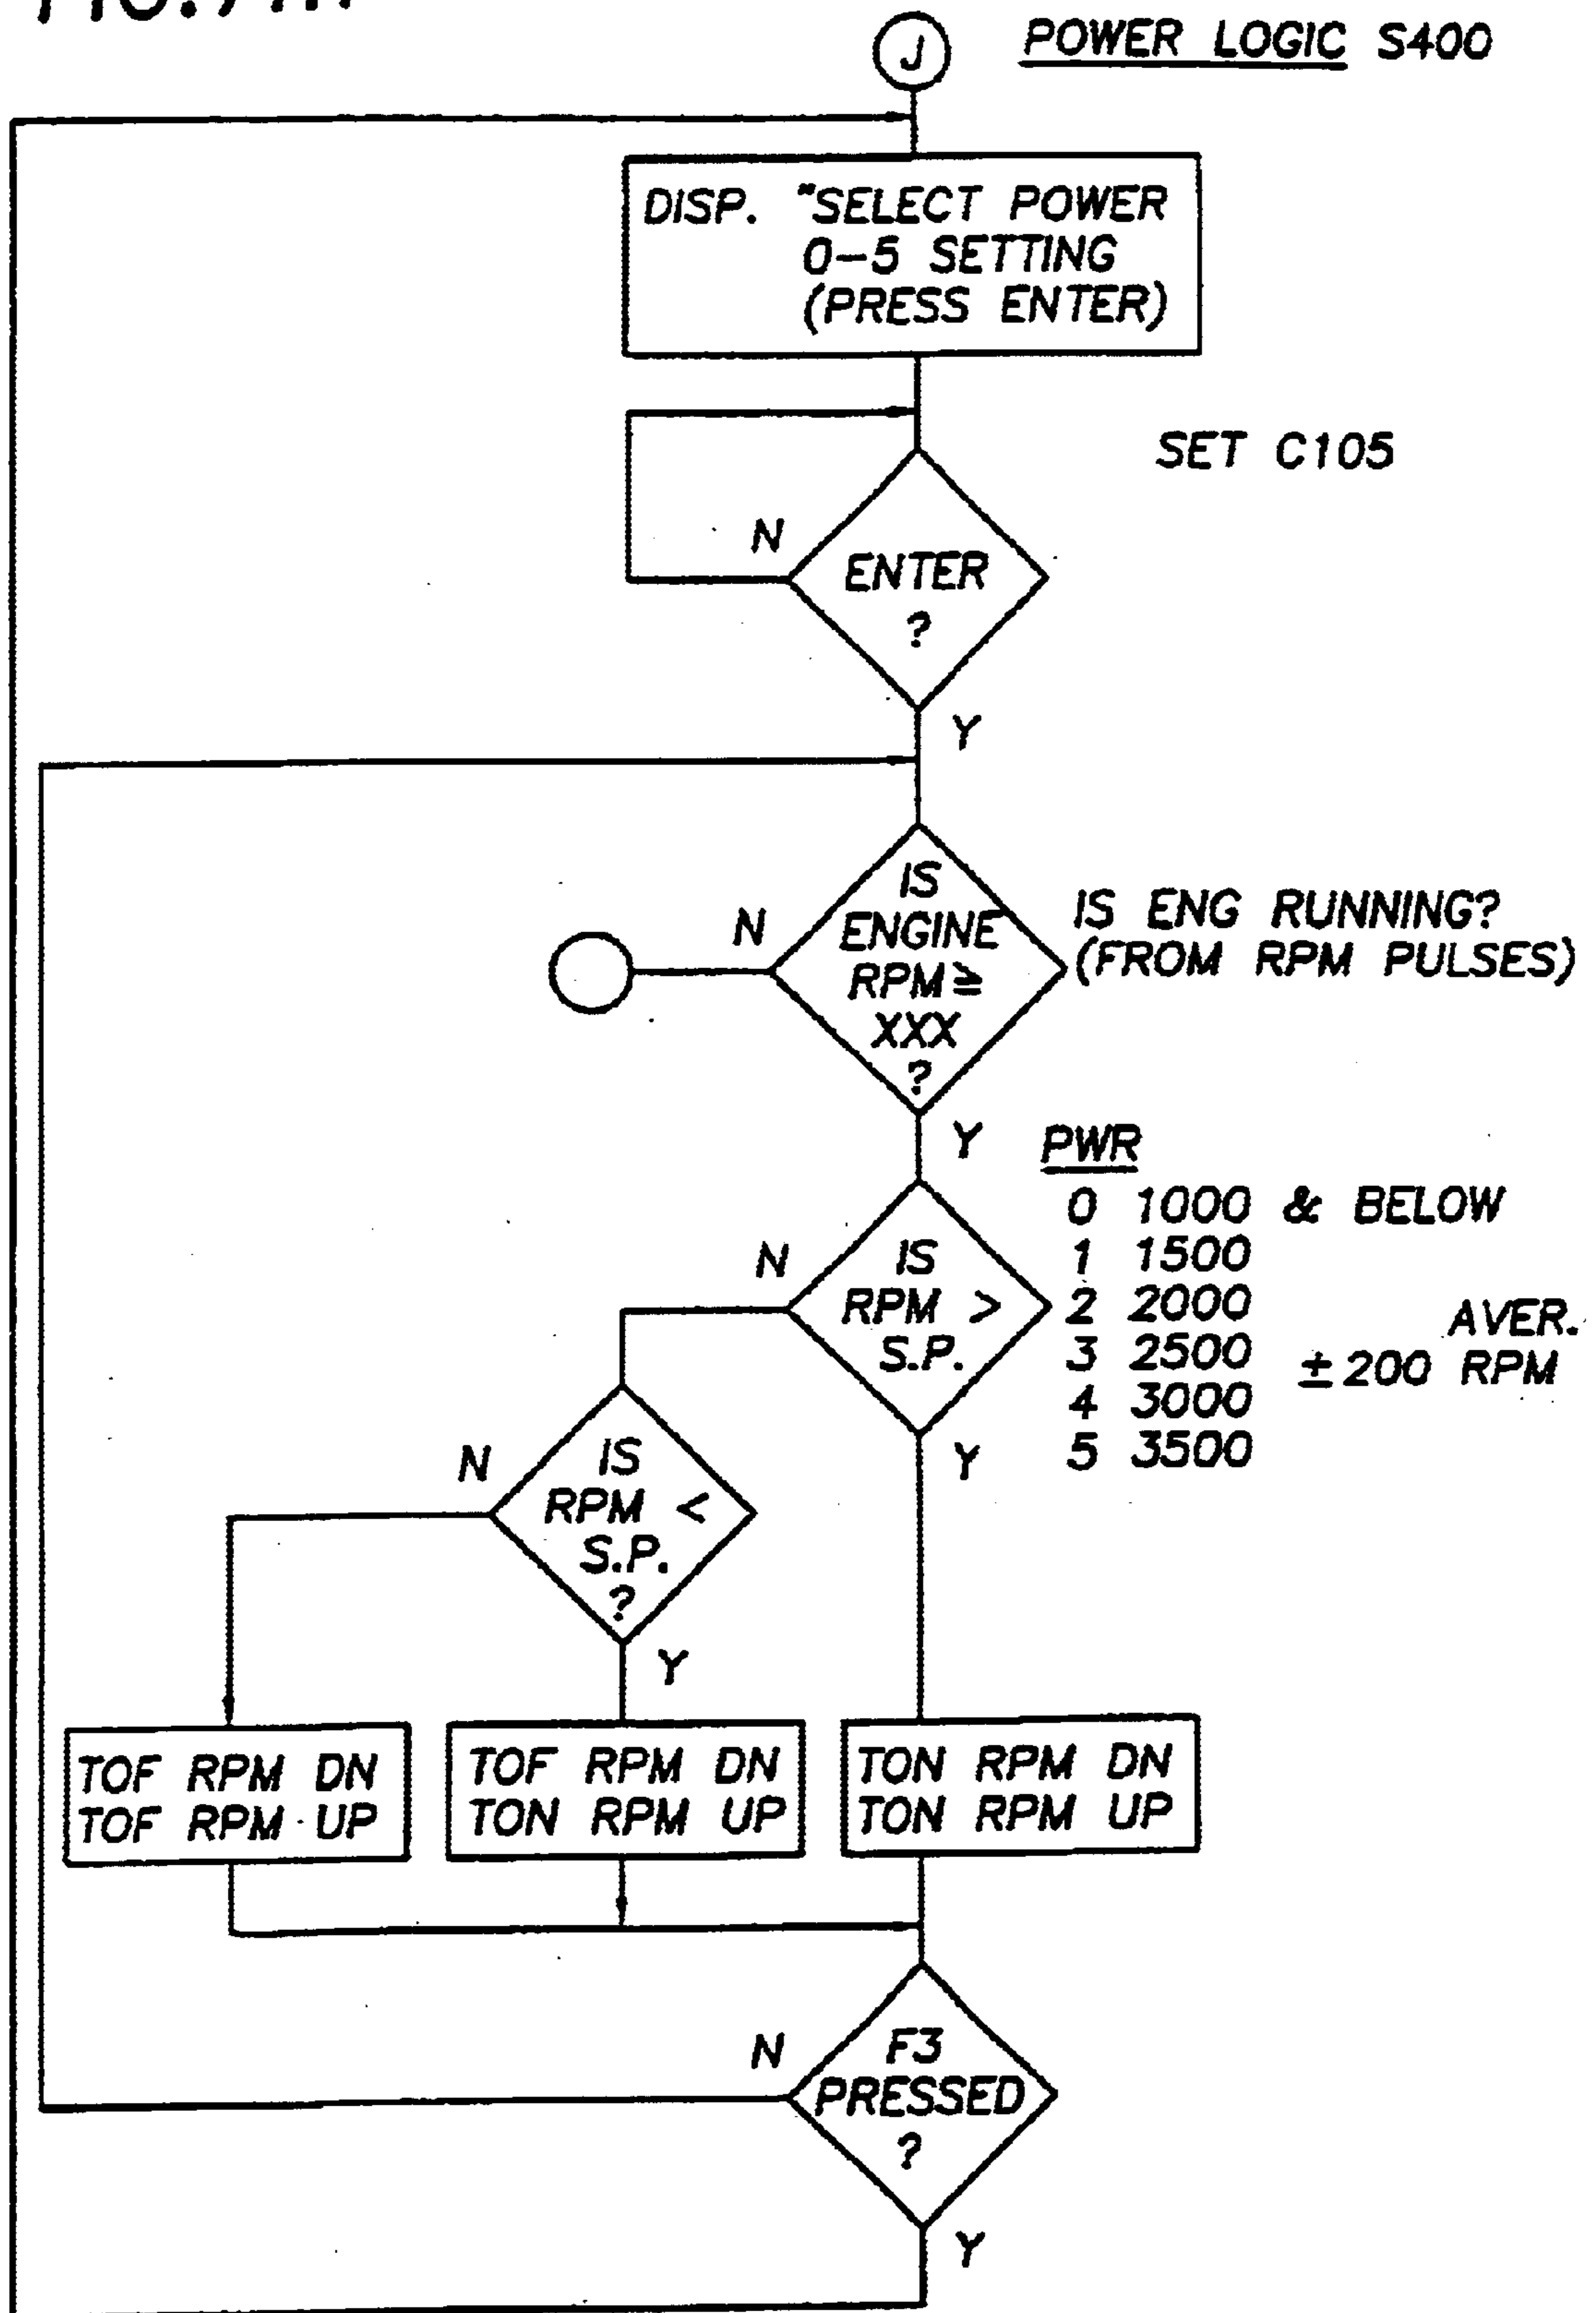 J
POWER LOGIC S400
DISP. "SELECT POWER
0-5 SETTING
(PRESS ENTER)
SET C105
N
ENTER
?
Y
IS
ENGINE
RPM≧
XXX
?
N
IS ENG RUNNING?
(FROM RPM PULSES)
Y
PWR
0 1000 & BELOW
1 1500
2 2000
3 2500
4 3000
5 3500
AVER.
±200 RPM
N
IS
RPM >
S.P.
Y
N
IS
RPM <
S.P.
?
Y
TOF RPM DN
TOF RPM UP
TOF RPM DN
TON RPM UP
TON RPM DN
TON RPM UP
N
F3
PRESSED
?
Y